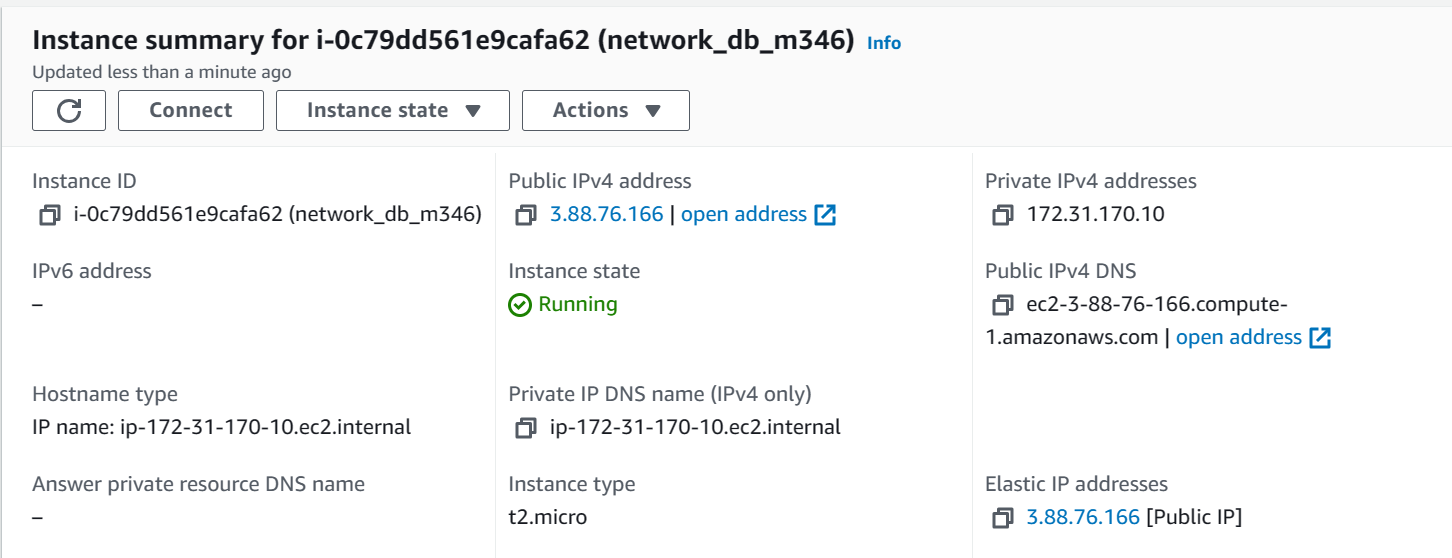 Instance summary for i-0c79dd561e9cafa62 (network_db_m346) Info
Updated less than a minute ago
Connect
Instance state
Actions
Instance ID
i-0c79dd561e9cafa62 (network_db_m346)
Public IPv4 address
3.88.76.166 | open address
Private IPv4 addresses
172.31.170.10
IPv6 address
–
Instance state
Running
Public IPv4 DNS
ec2-3-88-76-166.compute-
1.amazonaws.com | open address
Hostname type
IP name: ip-172-31-170-10.ec2.internal
Private IP DNS name (IPv4 only)
ip-172-31-170-10.ec2.internal
Answer private resource DNS name
–
Instance type
t2.micro
Elastic IP addresses
3.88.76.166 [Public IP]